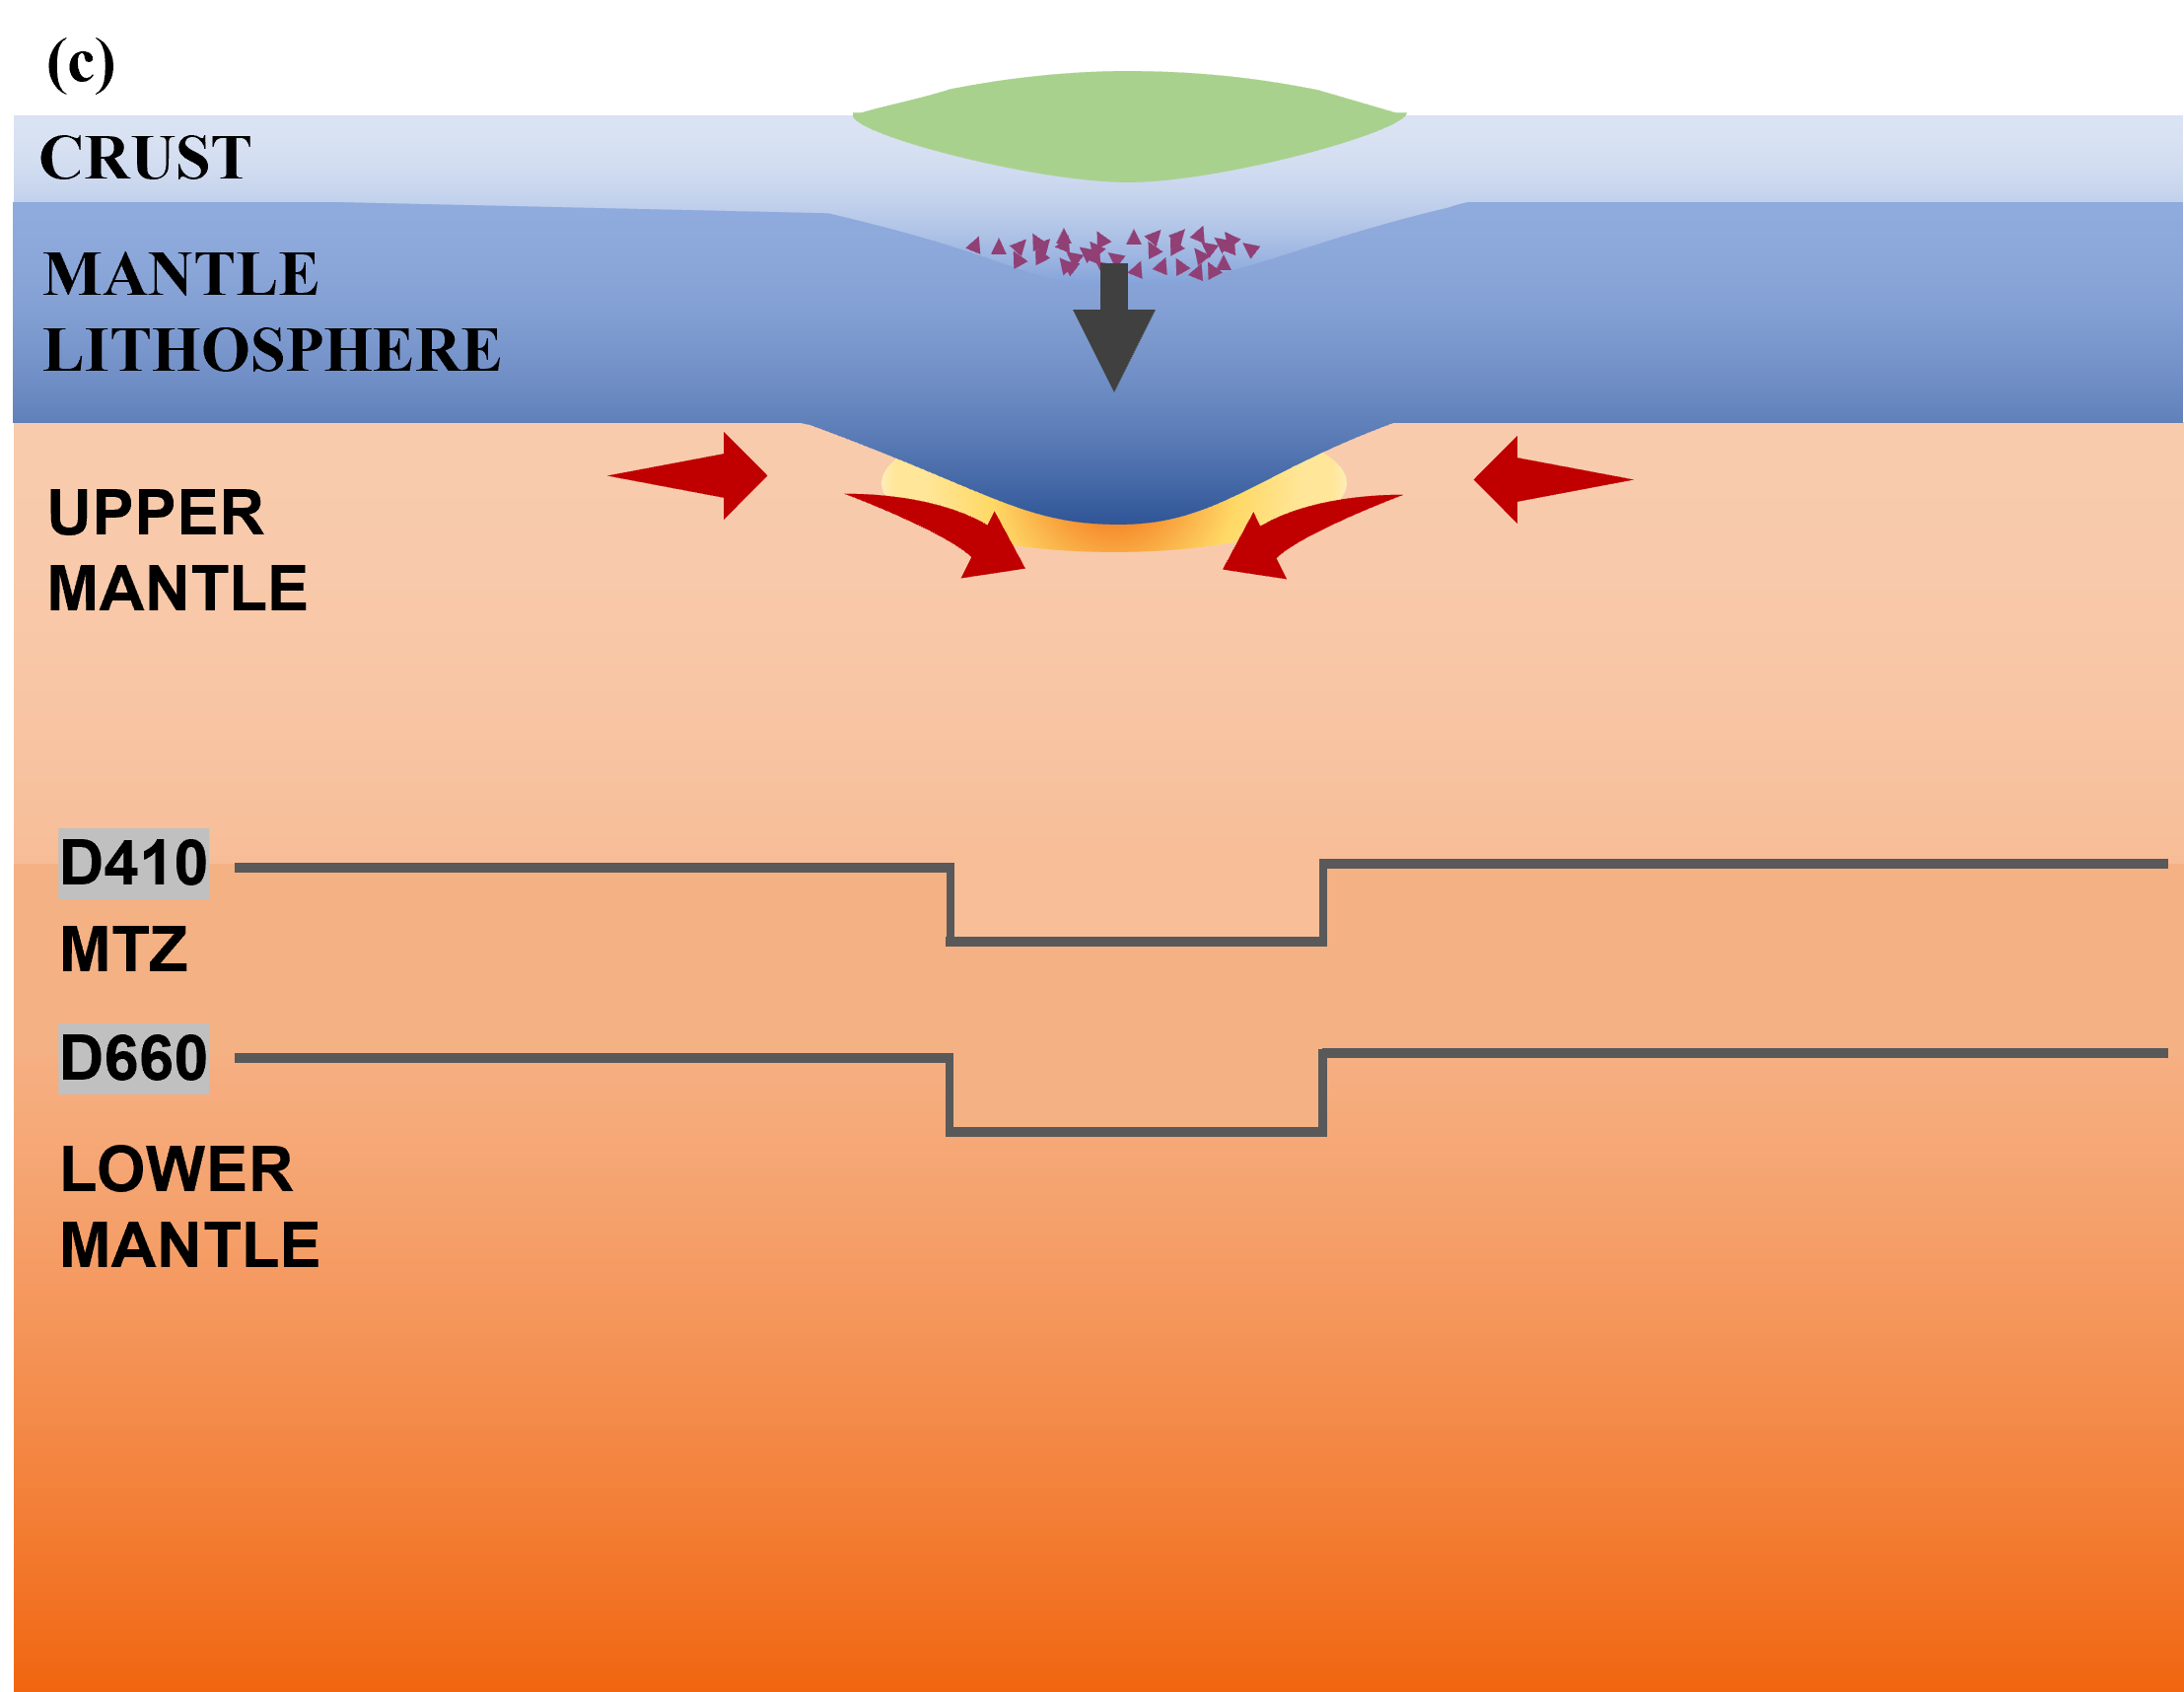 (c)
CRUST
MANTLE
LITHOSPHERE
UPPER
MANTLE
D410
MTZ
D660
LOWER
MANTLE